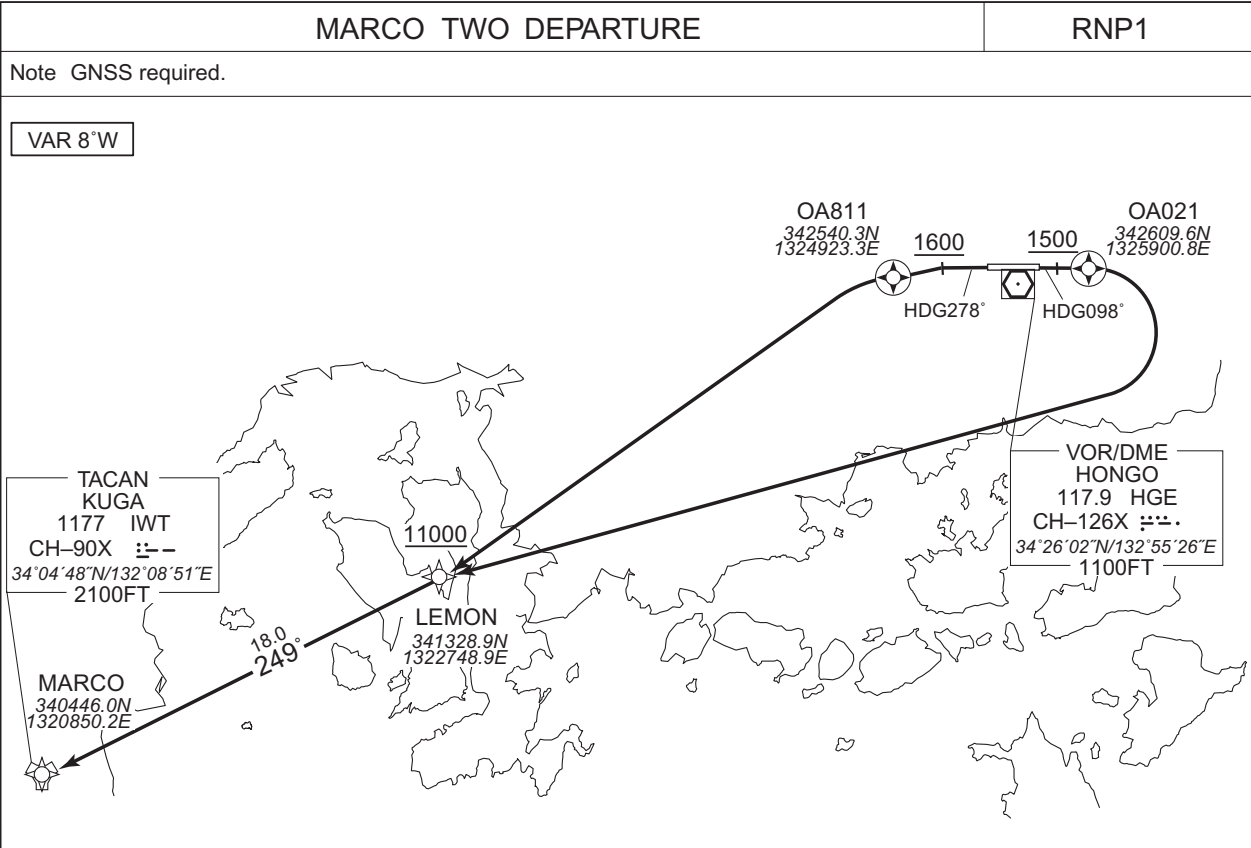 MARCO TWO DEPARTURE
RNP1
Note GNSS required.
VAR 8˚W
OA811
342540.3N
1324923.3E
1600
1500
OA021
342609.6N
1325900.8E
HDG278˚
HDG098˚
TACAN
KUGA
1177 IWT
CH–90X
34˚04´48˝N/132˚08´51˝E
2100FT
11000
VOR/DME
HONGO
117.9 HGE
CH–126X
34˚26´02˝N/132˚55´26˝E
1100FT
LEMON
341328.9N
1322748.9E
18.0
249˚
MARCO
340446.0N
1320850.2E